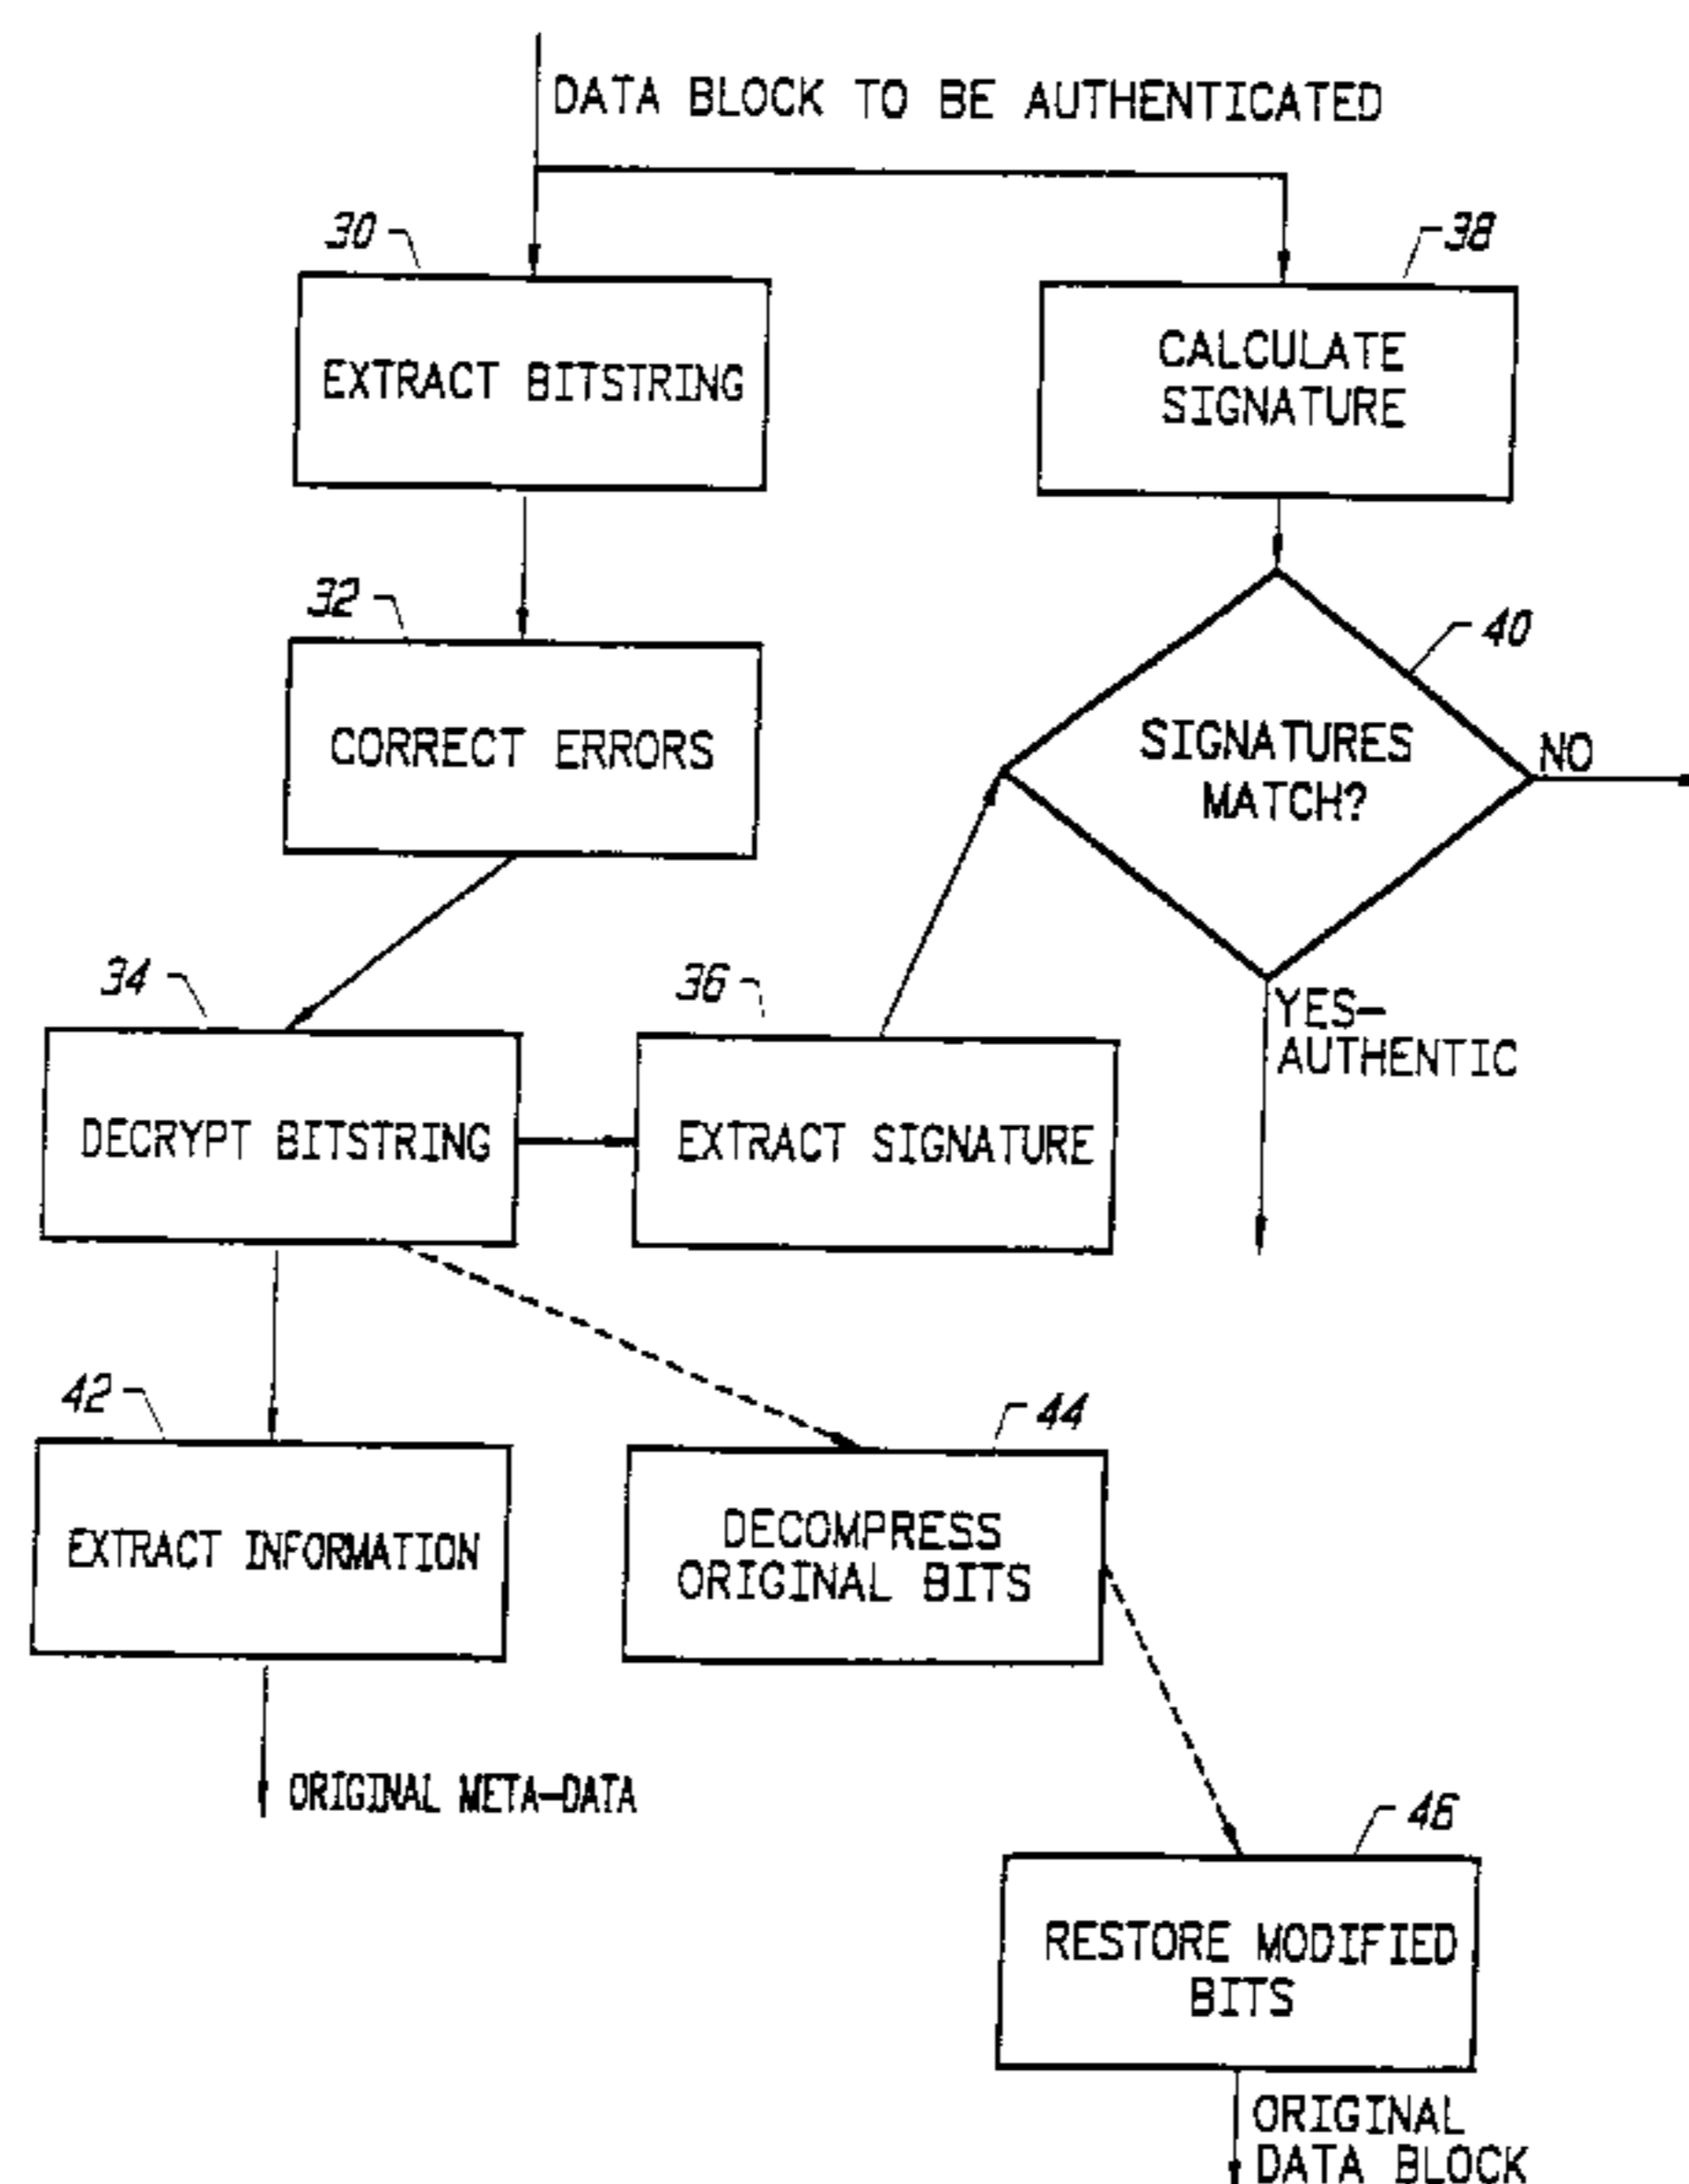 DATA BLOCK TO BE AUTHENTICATED
30
38
EXTRACT BITSTRING
CALCULATE
SIGNATURE
32
40
CORRECT ERRORS
SIGNATURES
MATCH?
NO
34
36
YES-
AUTHENTIC
DECRYPT BITSTRING
EXTRACT SIGNATURE
42
44
EXTRACT INFORMATION
DECOMPRESS
ORIGINAL BITS
ORIGINAL META-DATA
46
RESTORE MODIFIED
BITS
ORIGINAL
DATA BLOCK